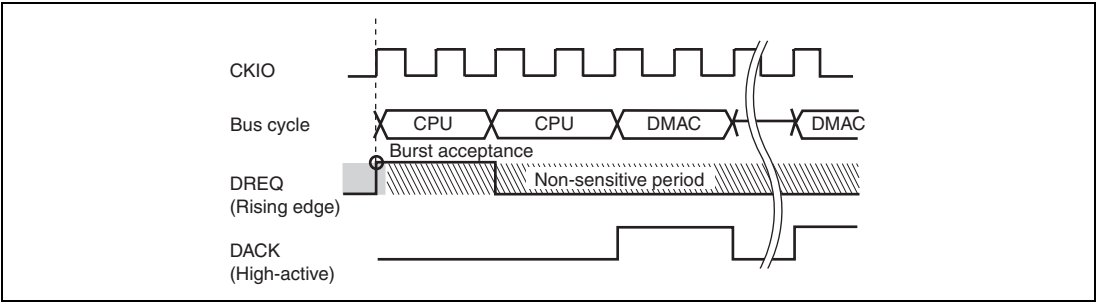 CKIO
Bus cycle CPU CPU DMAC DMAC
Burst acceptance
DREQ Non-sensitive period
(Rising edge)
DACK
(High-active)